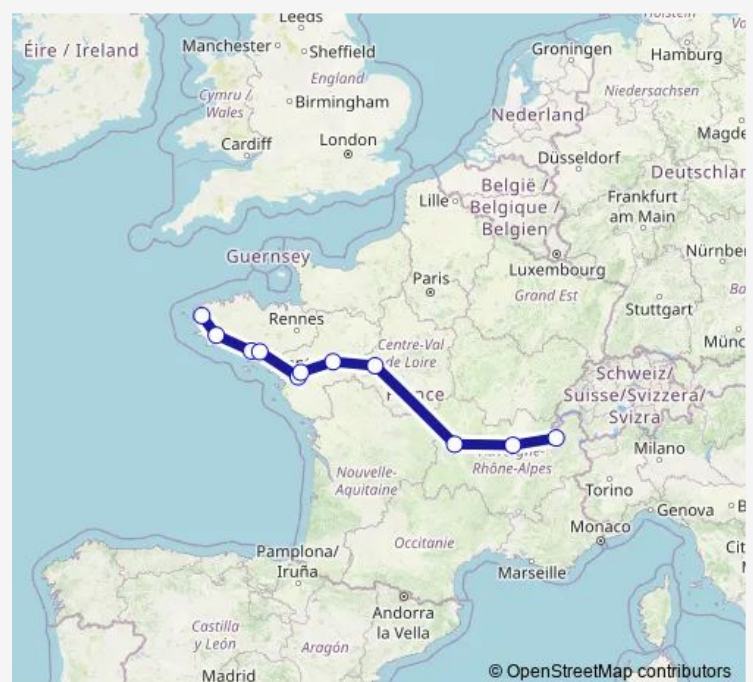 Leeds
Holstein
Éire / Ireland
Manchester
Sheffield
Groningen
Hamburg
England
Cymru /
Wales
Birmingham
Niedersachsen
Nederland
Magde
Cardiff
London
Düsseldorf
Deutschlan
België /
Belgique /
Belgien
Lille
Frankfurt
am Main
Guernsey
Luxembourg
Nürnber
Paris
Grand Est
Stuttgart
Rennes
Münc
Centre-Val
de Loire
Schweiz/
Suisse/Svizzera/
Svizra
Rhône-Alpes
Milano
Nouvelle-
Aquitaine
Torino
Genova
Occitanie
Monaco
Pamplona/
Iruña
Marseille
Andorra
la Vella
Castilla
y León
Aragón
Madrid
© OpenStreetMap contributors